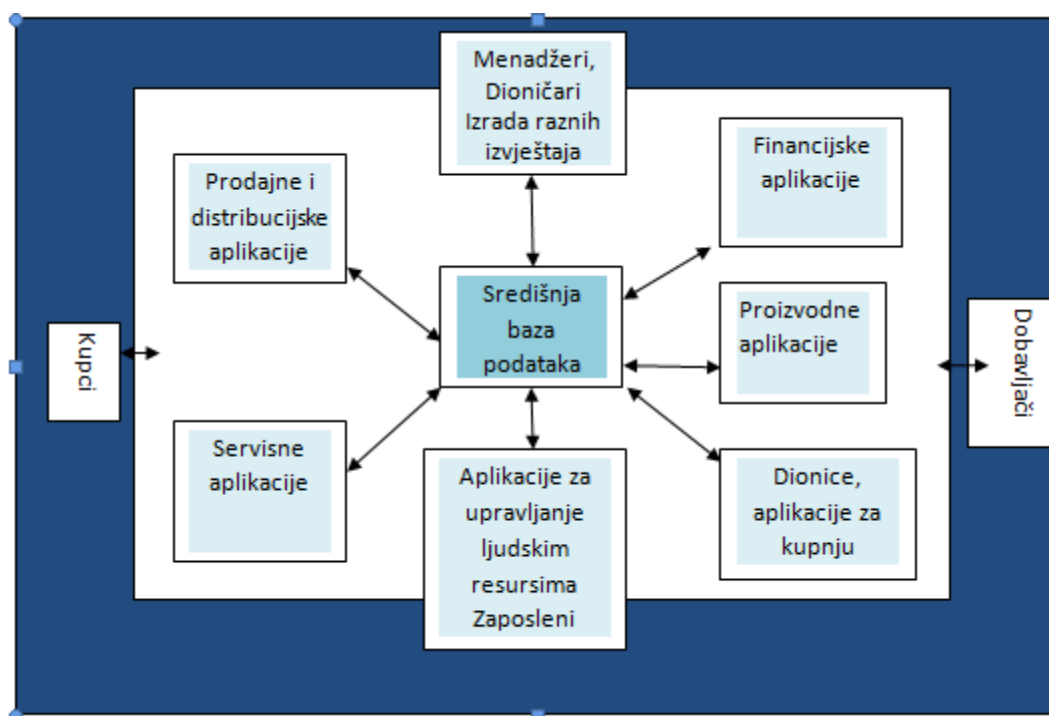 Menadžeri,
Dioničari
Izrada raznih
izvještaja
Prodajne i
distribucijske
aplikacije
Financijske
aplikacije
Središnja
baza
podataka
Proizvodne
aplikacije
Kupci
Dobavljači
Servisne
aplikacije
Aplikacije za
upravljanje
ljudskim
resursima
Zaposleni
Dionice,
aplikacije za
kupnju